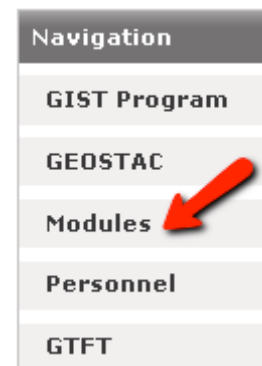 Navigation
GIST Program
GEOSTAC
Modules
Personnel
GTFT